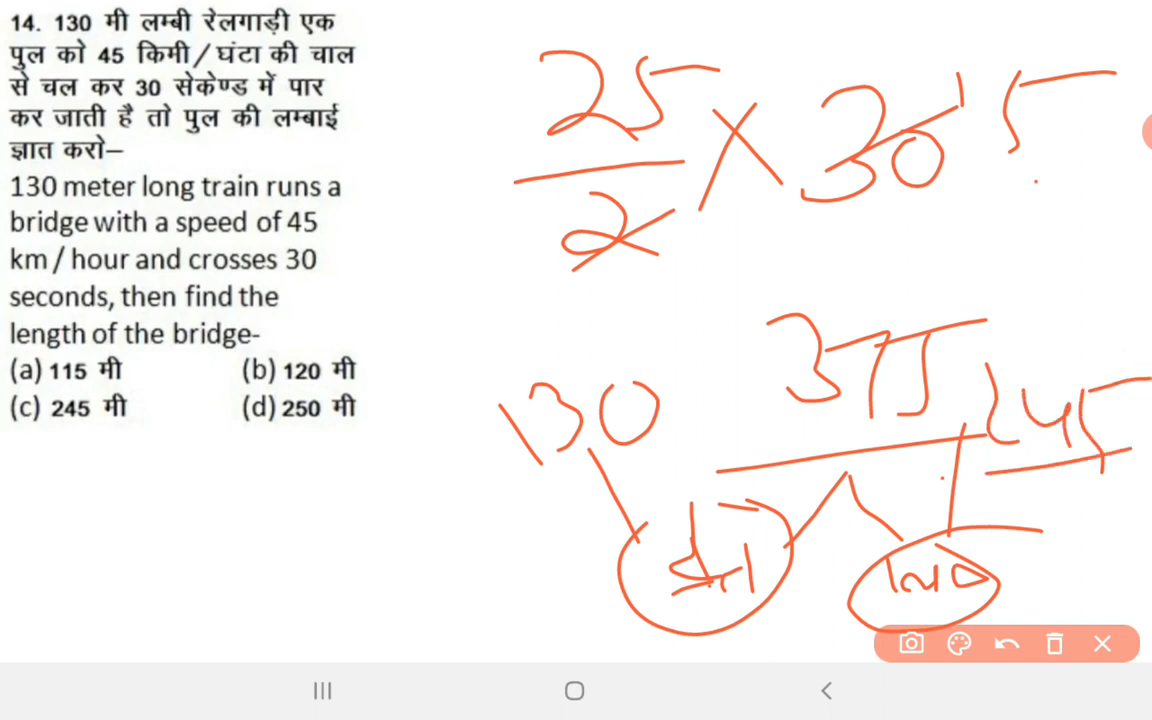 14. 130 मी लम्बी रेलगाड़ी एक
पुल को 45 किमी/घंटा की चाल
से चल कर 30 सेकेण्ड में पार
कर जाती है तो पुल की लम्बाई
ज्ञात करो–
130 meter long train runs a
bridge with a speed of 45
km/hour and crosses 30
seconds, then find the
length of the bridge-
(a) 115 मी (b) 120 मी
(c) 245 मी (d) 250 मी
25
2
× 30 15
375
130
245